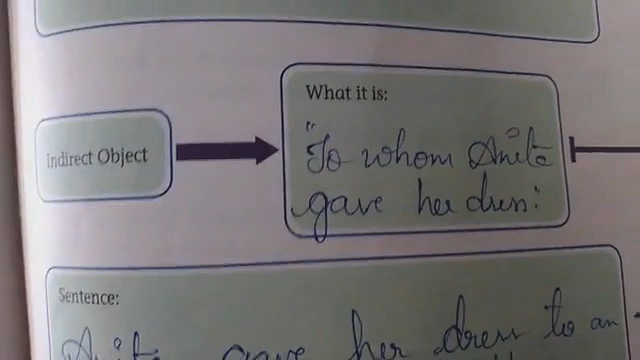 What it is:
Indirect Object
"To whom Anita
gave her dress:
Sentence:
Anita gave her dress to an